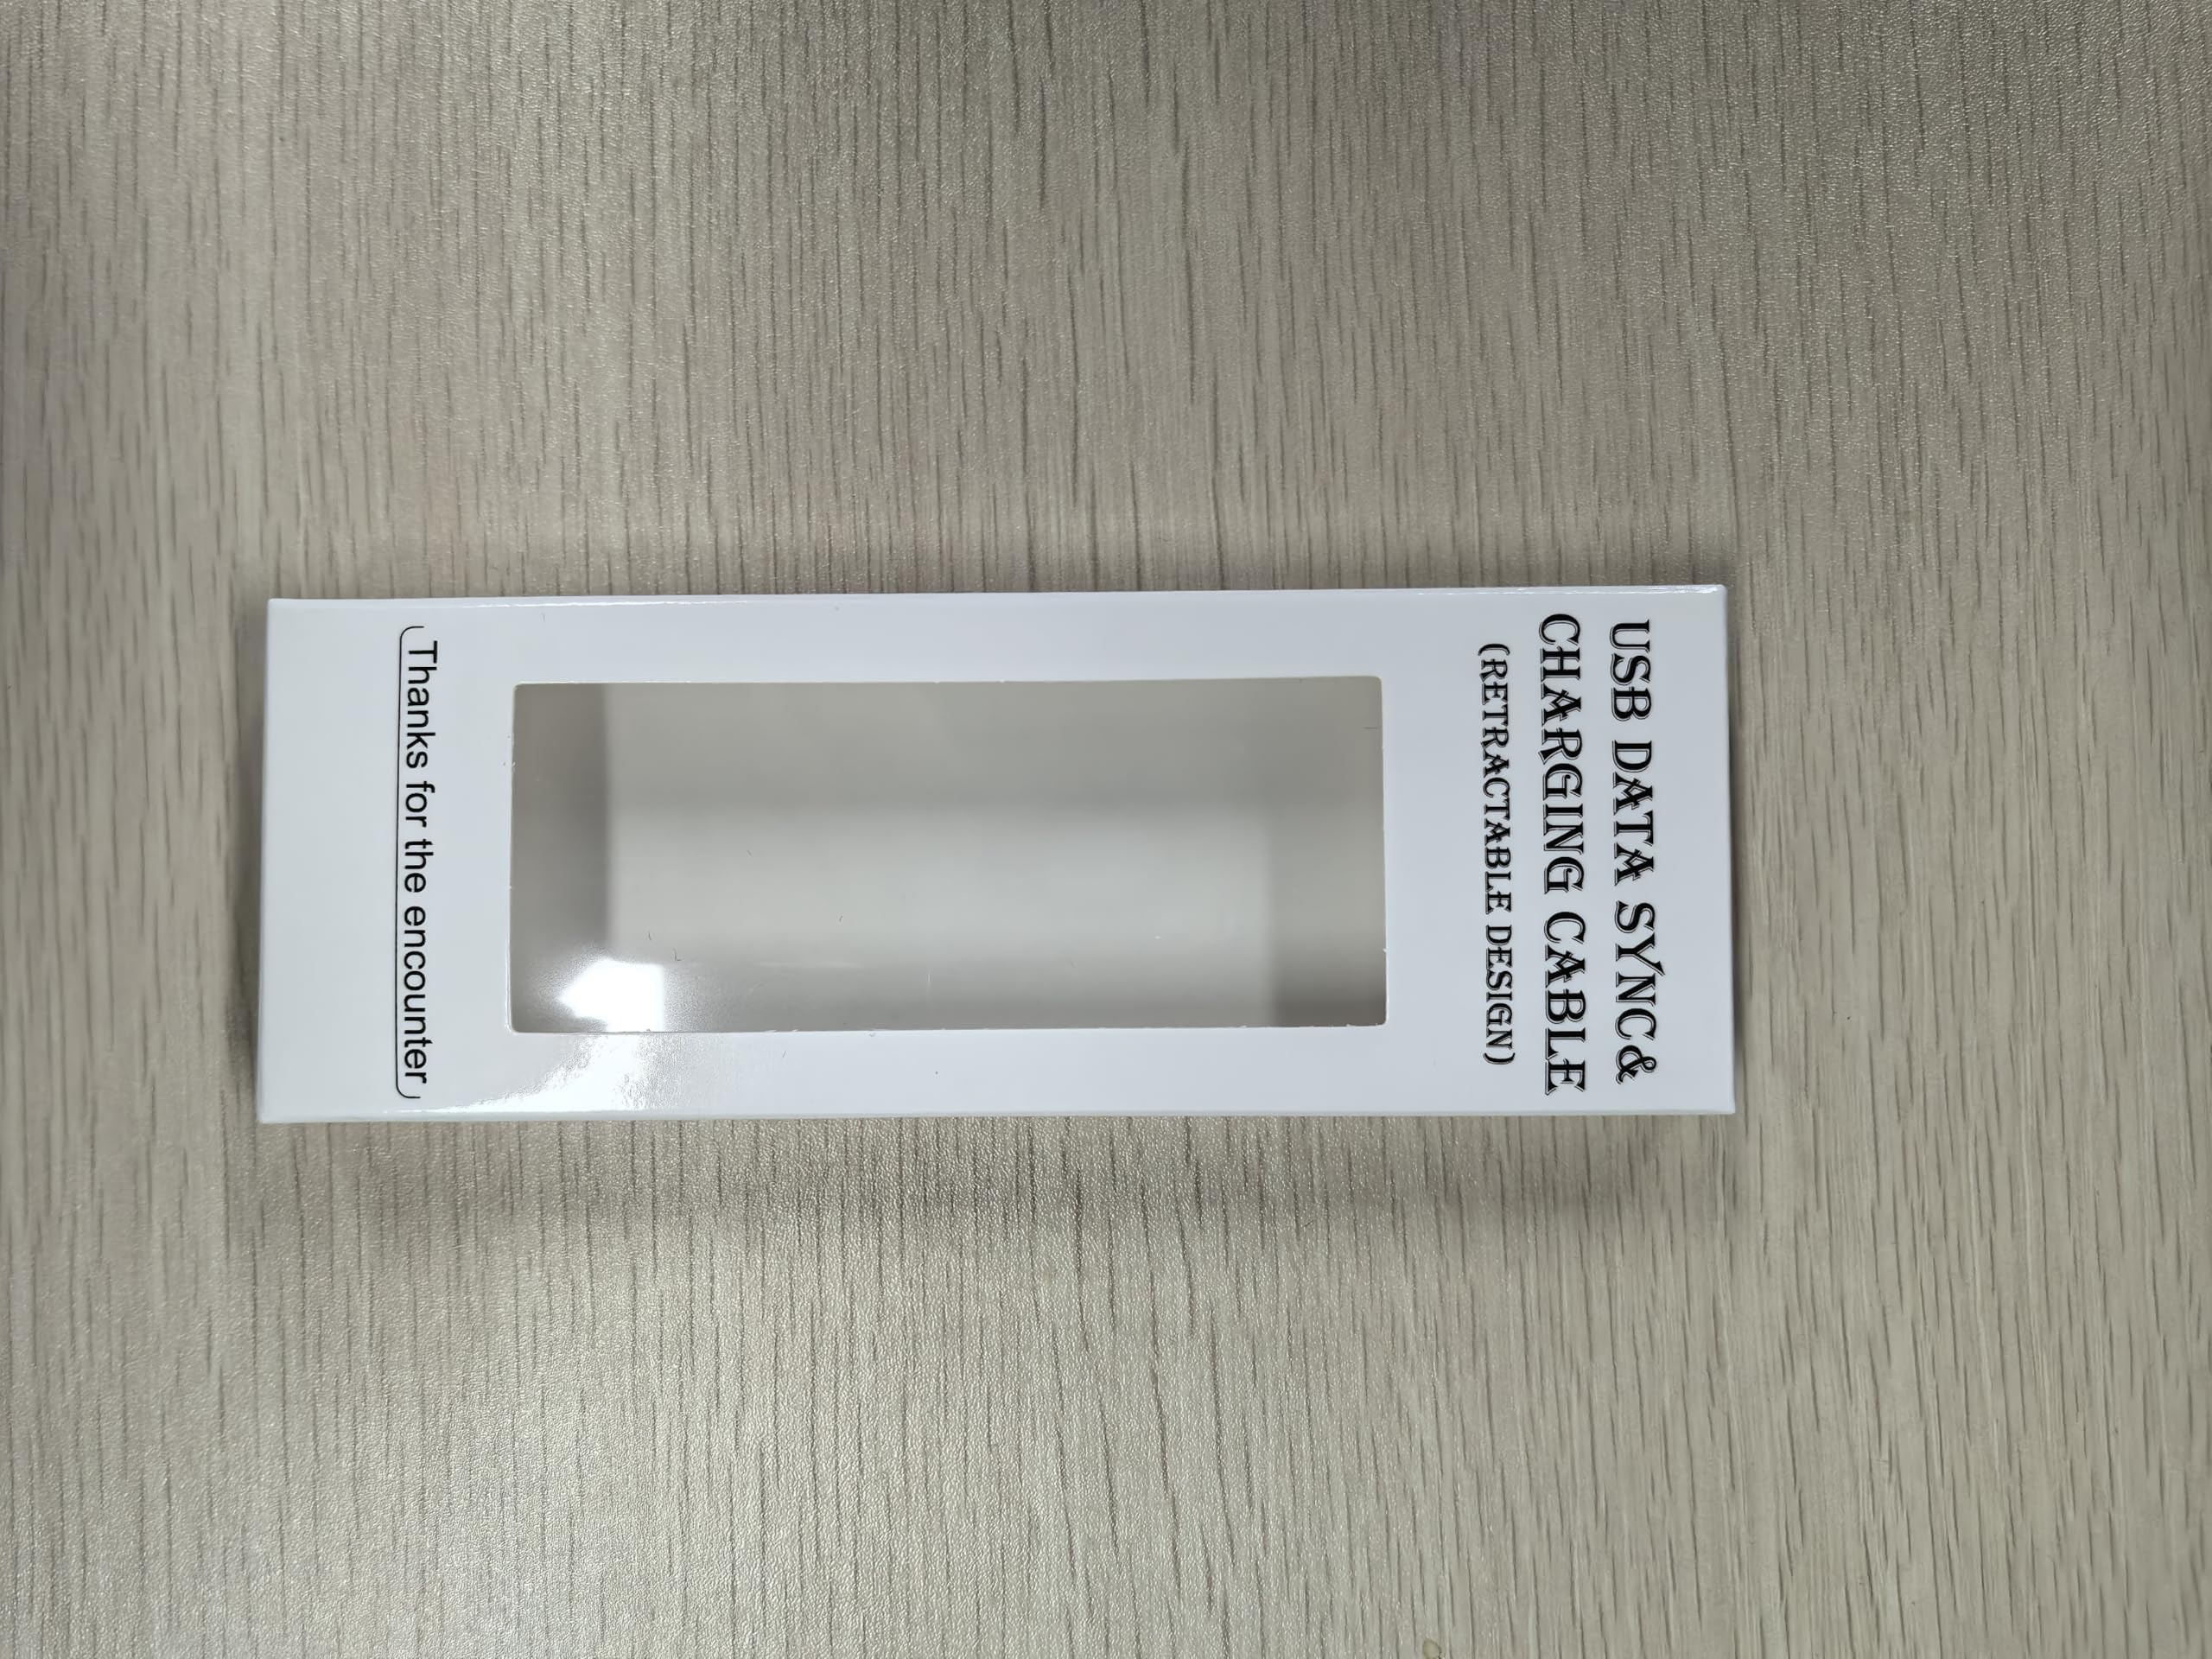 USB DATA SYNC&
CHARGING CABLE
(RETRACTABLE DESIGN)
Thanks for the encounter